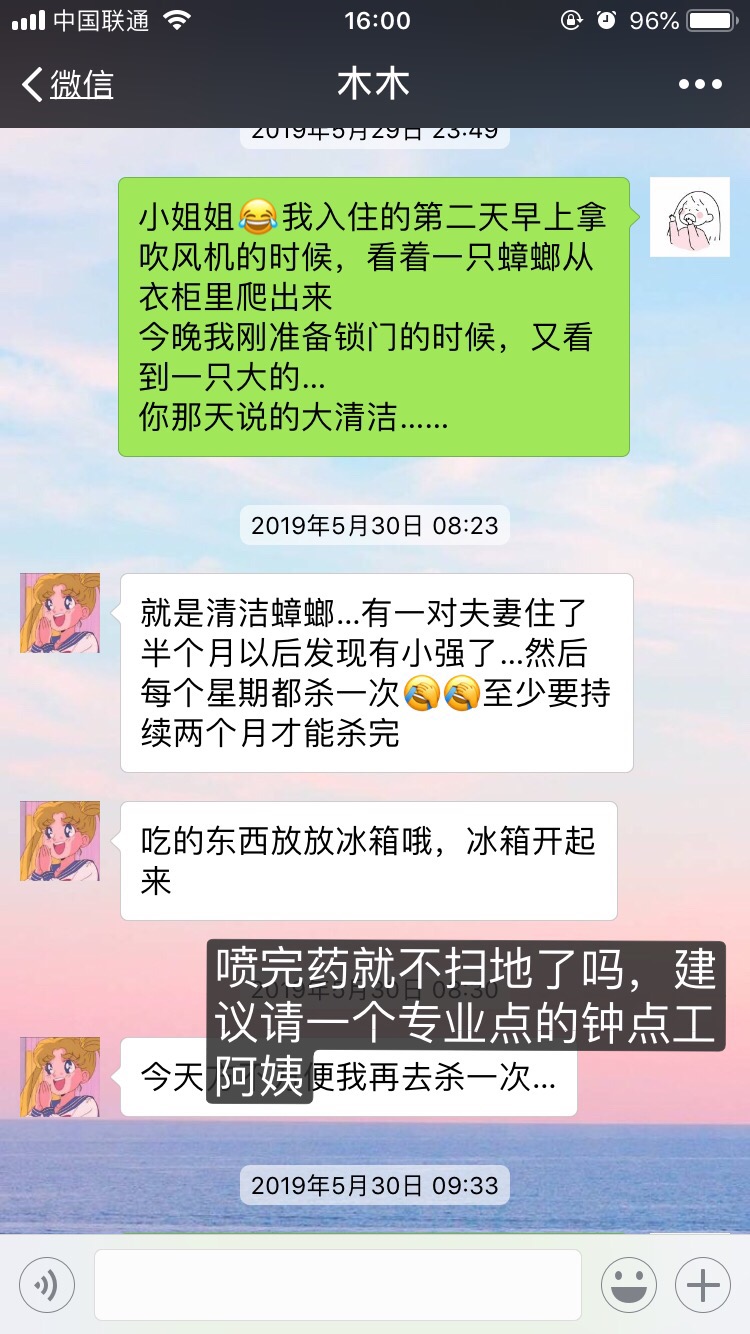 中国联通
16:00
96%
微信
木木
2019年5月29日 23:49
小姐姐😂我入住的第二天早上拿
吹风机的时候，看着一只蟑螂从
衣柜里爬出来
今晚我刚准备锁门的时候，又看
到一只大的...
你那天说的大清洁......
2019年5月30日 08:23
就是清洁蟑螂...有一对夫妻住了
半个月以后发现有小强了...然后
每个星期都杀一次🤣🤣至少要持
续两个月才能杀完
吃的东西放放冰箱哦，冰箱开起
来
喷完药就不扫地了吗，建
议请一个专业点的钟点工
阿姨
2019年5月30日 08:30
今天
便我再去杀一次...
2019年5月30日 09:33